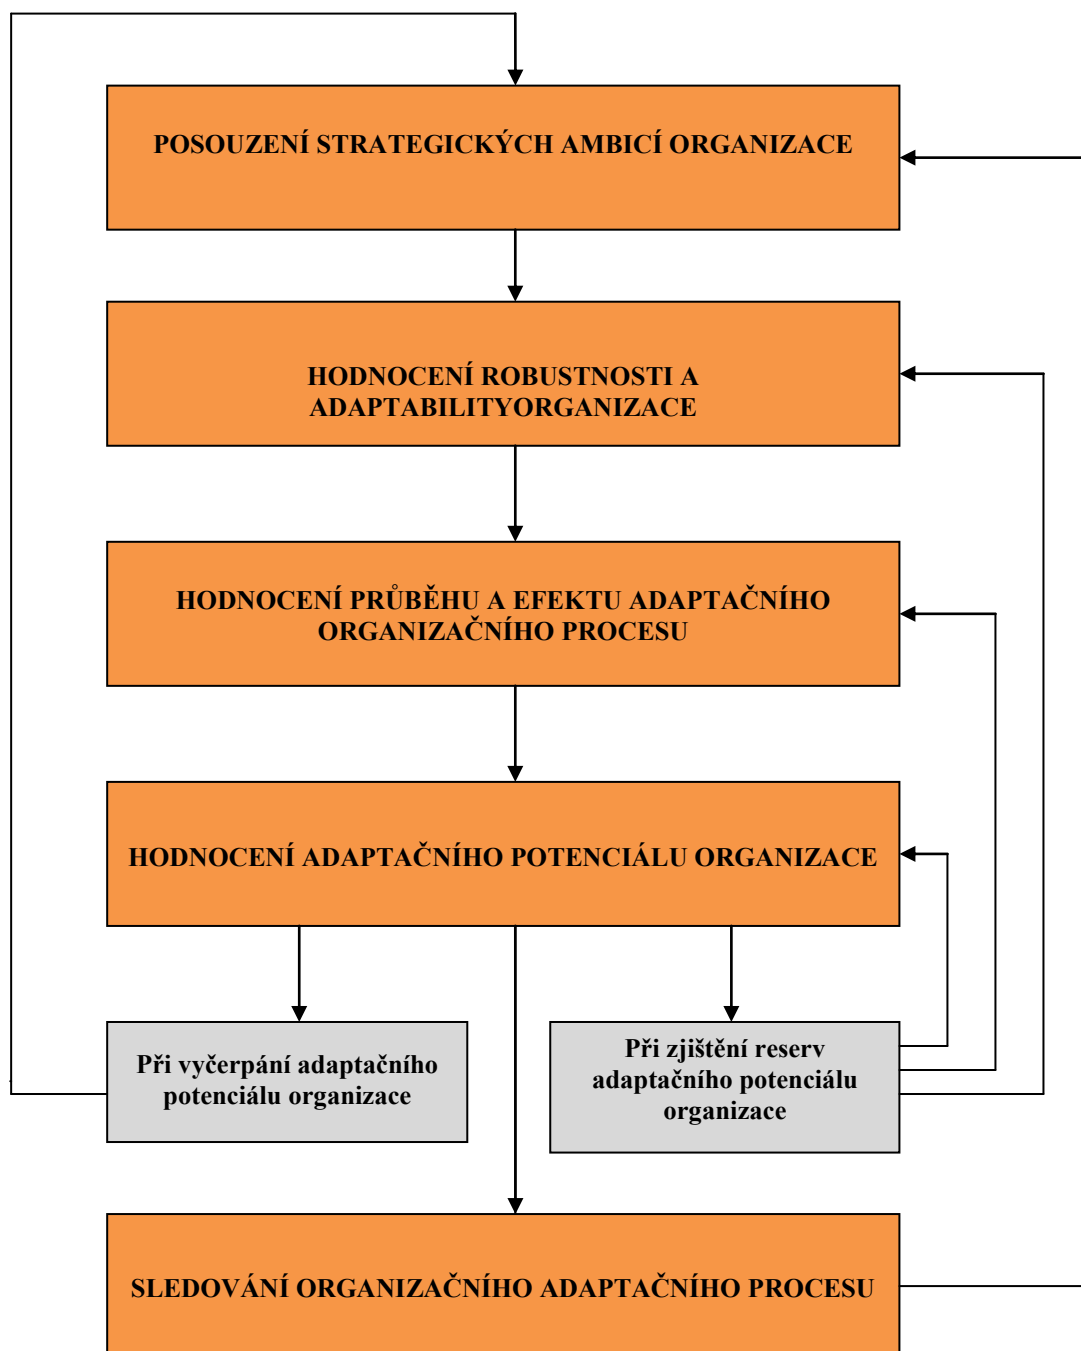 POSOUZENÍ STRATEGICKÝCH AMBICÍ ORGANIZACE
HODNOCENÍ ROBUSTNOSTI A
ADAPTABILITYORGANIZACE
HODNOCENÍ PRŮBĚHU A EFEKTU ADAPTAČNÍHO
ORGANIZAČNÍHO PROCESU
HODNOCENÍ ADAPTAČNÍHO POTENCIÁLU ORGANIZACE
Při vyčerpání adaptačního
potenciálu organizace
Při zjištění reserv
adaptačního potenciálu
organizace
SLEDOVÁNÍ ORGANIZAČNÍHO ADAPTAČNÍHO PROCESU